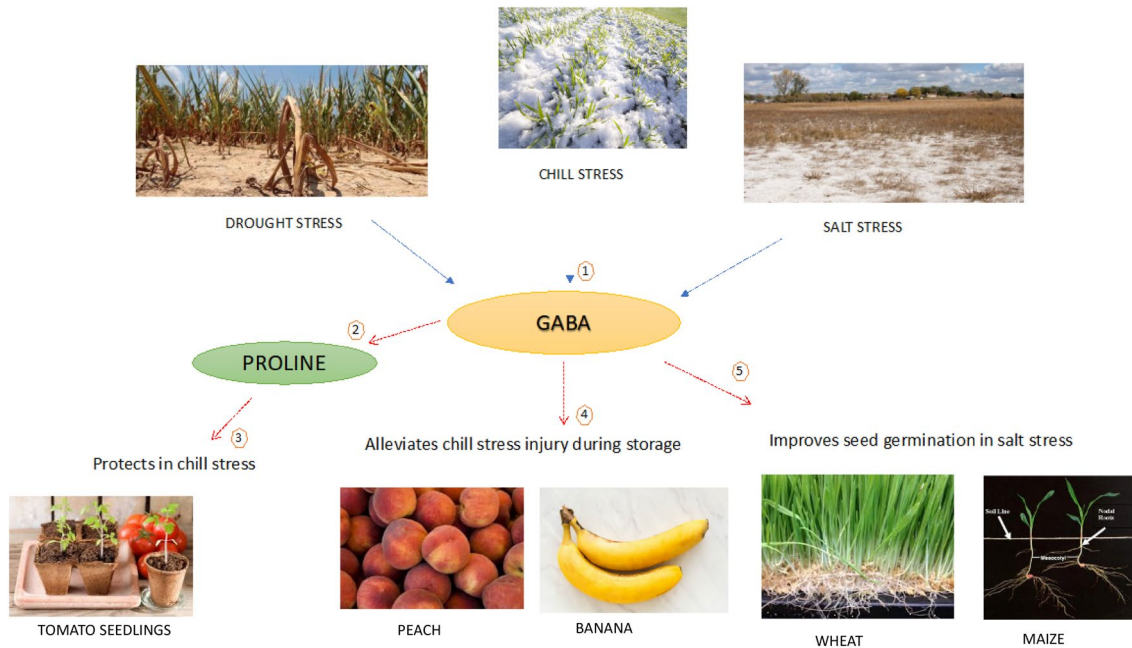 CHILL STRESS
DROUGHT STRESS
SALT STRESS
1
GABA
2
PROLINE
5
4
3
Alleviates chill stress injury during storage
Improves seed germination in salt stress
Protects in chill stress
Soil Line
Nodal
Roots
Mesocotyl
TOMATO SEEDLINGS
PEACH
BANANA
WHEAT
MAIZE